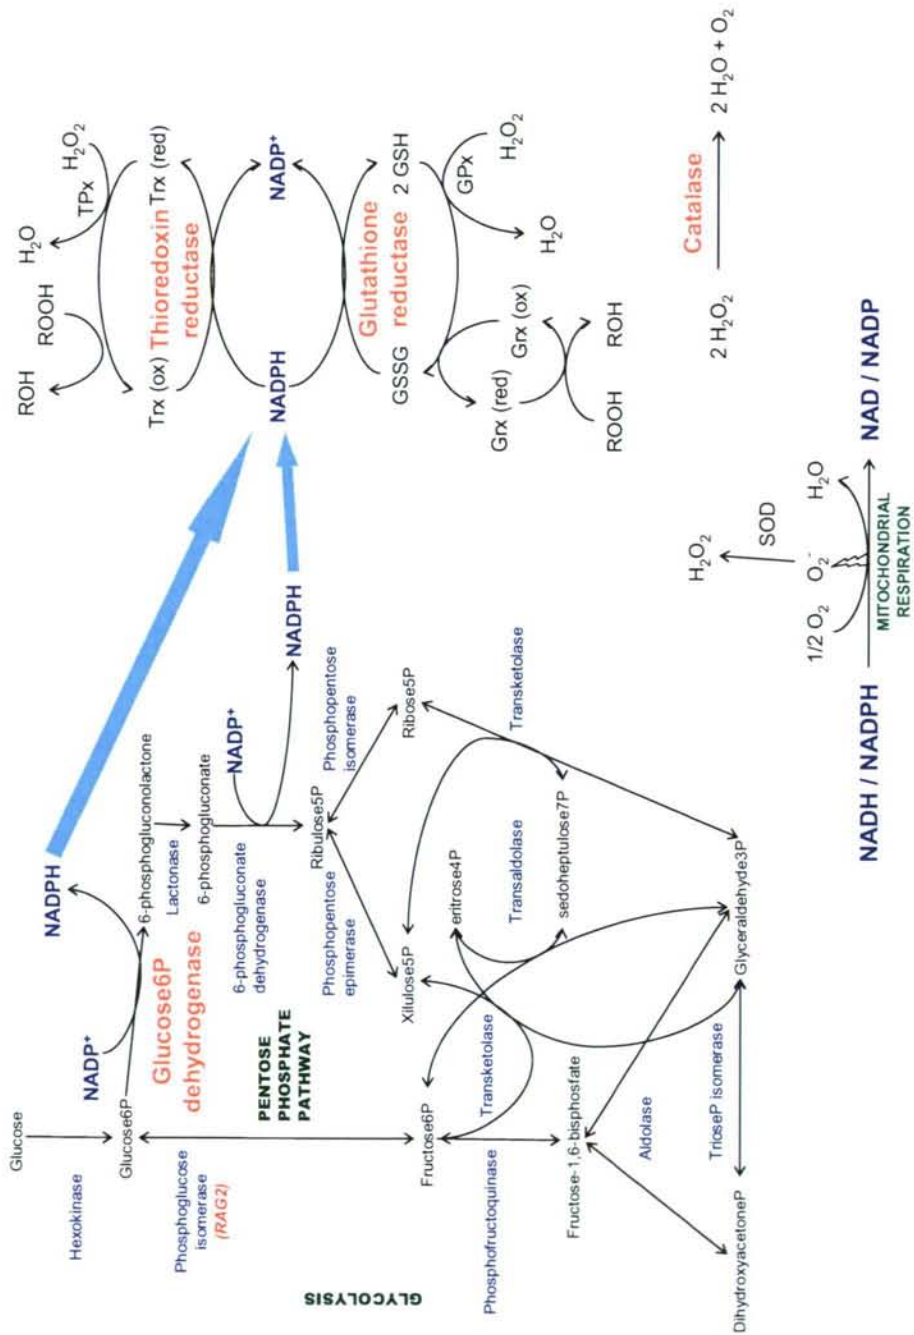 Glucose
Hexokinase
NADP⁺
NADPH
Glucose6P
6-phosphogluconolactone
Glucose6P
dehydrogenase
Lactonase
Phosphoglucose
isomerase
(RAG2)
6-phosphogluconate
NADP⁺
6-phosphogluconate
dehydrogenase
NADPH
PENTOSE
PHOSPHATE
PATHWAY
GLYCOLYSIS
Ribulose5P
Phosphopentose
epimerase
Phosphopentose
isomerase
Fructose6P
Xilulose5P
Ribose5P
Transketolase
eritrose4P
Transketolase
Phosphofructoquinase
Transaldolase
sedoheptulose7P
Fructose-1,6-bisphosfate
Aldolase
TrioseP isomerase
DihydroxyacetoneP
Glyceraldehyde3P
ROH
ROOH
H₂O
TPx
H₂O₂
Trx (ox)
Thioredoxin
reductase
Trx (red)
NADPH
NADP⁺
Glutathione
reductase
GSSG
2 GSH
GPx
H₂O₂
H₂O
Grx (red)
Grx (ox)
ROOH
ROH
Catalase
2 H₂O₂
2 H₂O + O₂
H₂O₂
SOD
1/2 O₂
O₂⁻
H₂O
NADH / NADPH
NAD / NADP
MITOCHONDRIAL
RESPIRATION